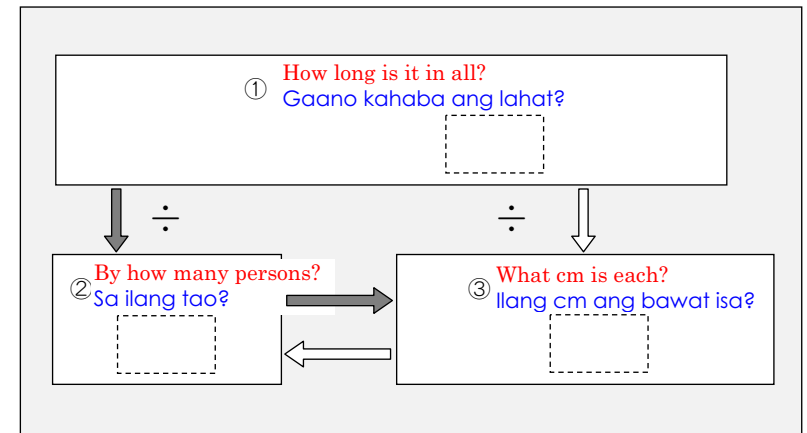 ① How long is it in all?
Gaano kahaba ang lahat?
÷ ÷
② By how many persons?
Sa ilang tao?
③ What cm is each?
Ilang cm ang bawat isa?